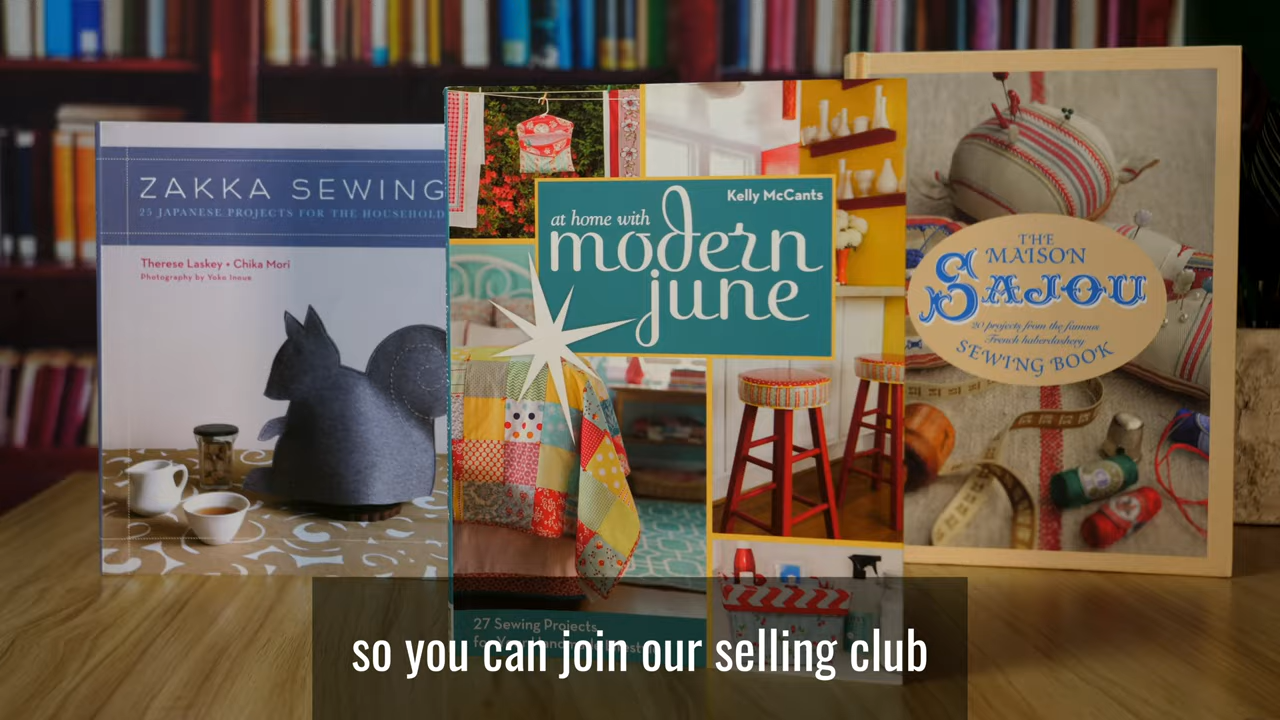 ZAKKA SEWING
25 JAPANESE PROJECTS FOR THE HOUSEHOLD
Therese Laskey • Chika Mori
Photography by Yoko Inoue
Kelly McCants
at home with
modern
june
27 Sewing Projects
THE
MAISON
SAJOU
20 projects from the famous
French haberdashery
SEWING BOOK
so you can join our selling club